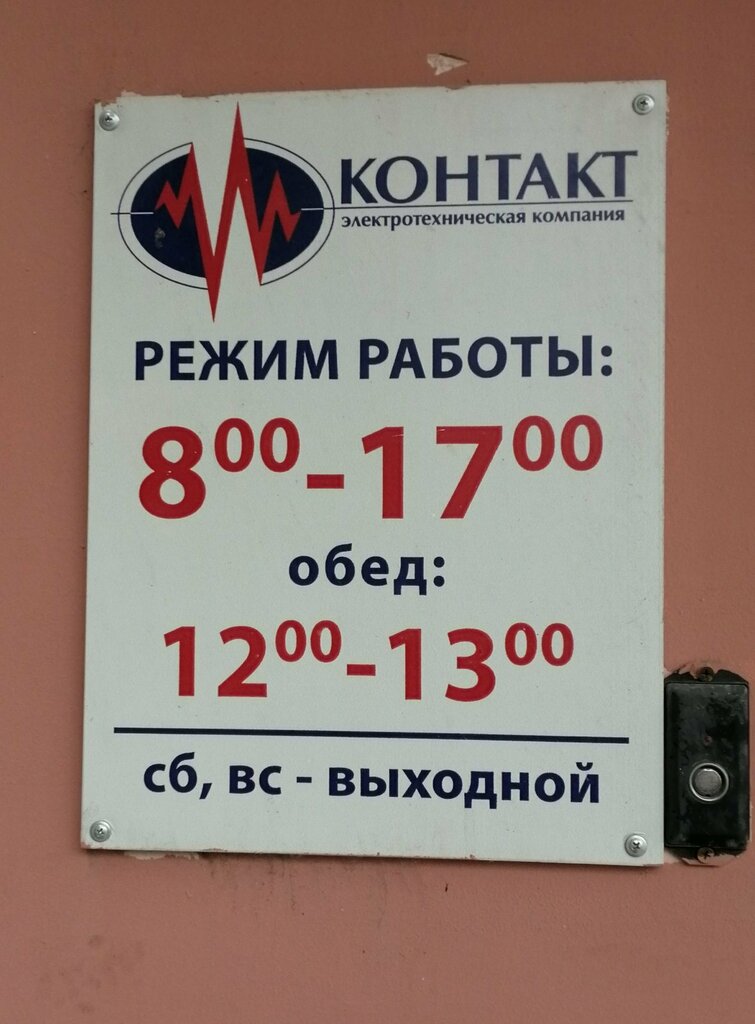 КОНТАКТ
электротехническая компания
РЕЖИМ РАБОТЫ:
8⁰⁰-17⁰⁰
обед:
12⁰⁰-13⁰⁰
сб, вс - выходной